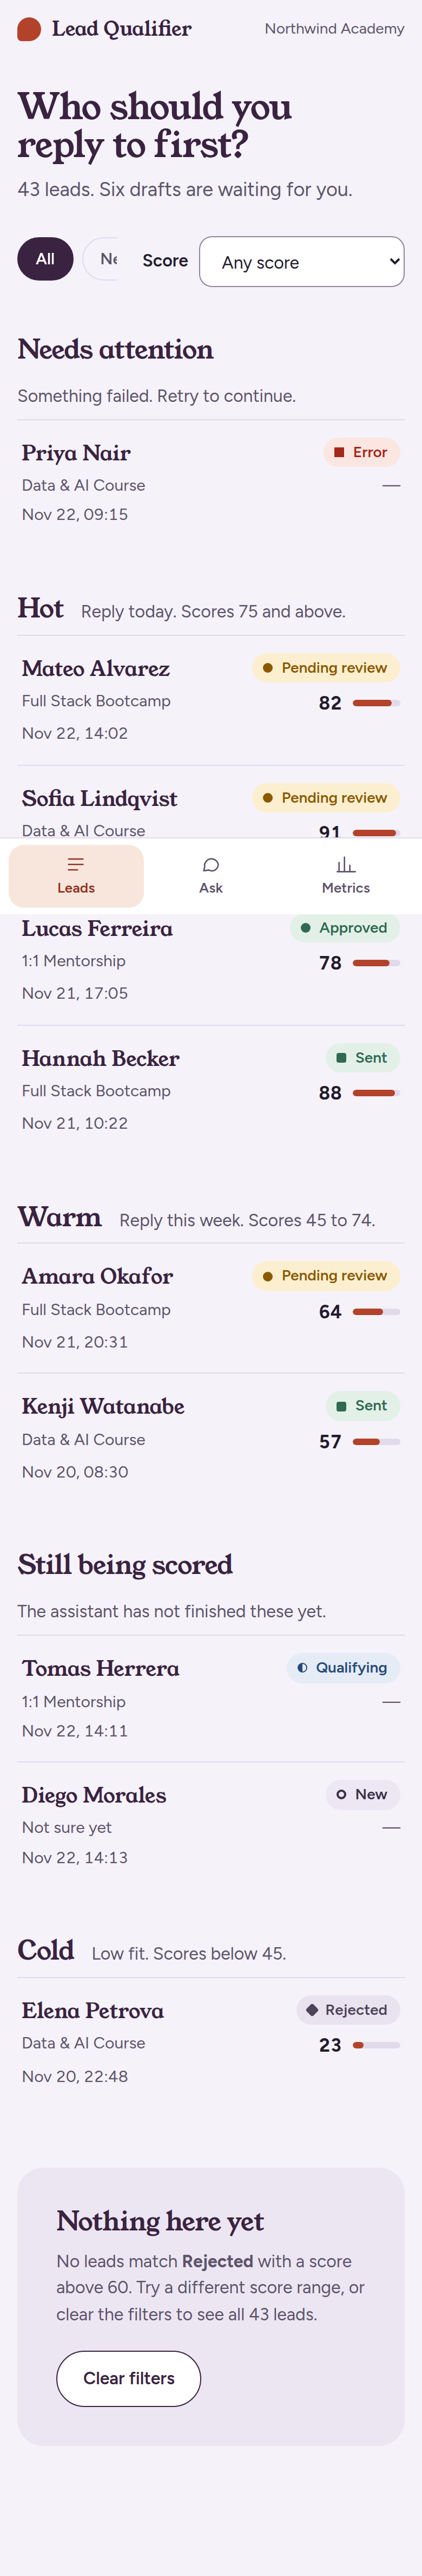 Lead Qualifier
Northwind Academy
Who should you
reply to first?
43 leads. Six drafts are waiting for you.
All
Score
Any score
Needs attention
Something failed. Retry to continue.
Priya Nair
Error
Data & AI Course
—
Nov 22, 09:15
Hot
Reply today. Scores 75 and above.
Mateo Alvarez
Pending review
Full Stack Bootcamp
82
Nov 22, 14:02
Sofia Lindqvist
Pending review
Data & AI Course
91
Leads
Ask
Metrics
Lucas Ferreira
Approved
1:1 Mentorship
78
Nov 21, 17:05
Hannah Becker
Sent
Full Stack Bootcamp
88
Nov 21, 10:22
Warm
Reply this week. Scores 45 to 74.
Amara Okafor
Pending review
Full Stack Bootcamp
64
Nov 21, 20:31
Kenji Watanabe
Sent
Data & AI Course
57
Nov 20, 08:30
Still being scored
The assistant has not finished these yet.
Tomas Herrera
Qualifying
1:1 Mentorship
—
Nov 22, 14:11
Diego Morales
New
Not sure yet
—
Nov 22, 14:13
Cold
Low fit. Scores below 45.
Elena Petrova
Rejected
Data & AI Course
23
Nov 20, 22:48
Nothing here yet
No leads match Rejected with a score
above 60. Try a different score range, or
clear the filters to see all 43 leads.
Clear filters